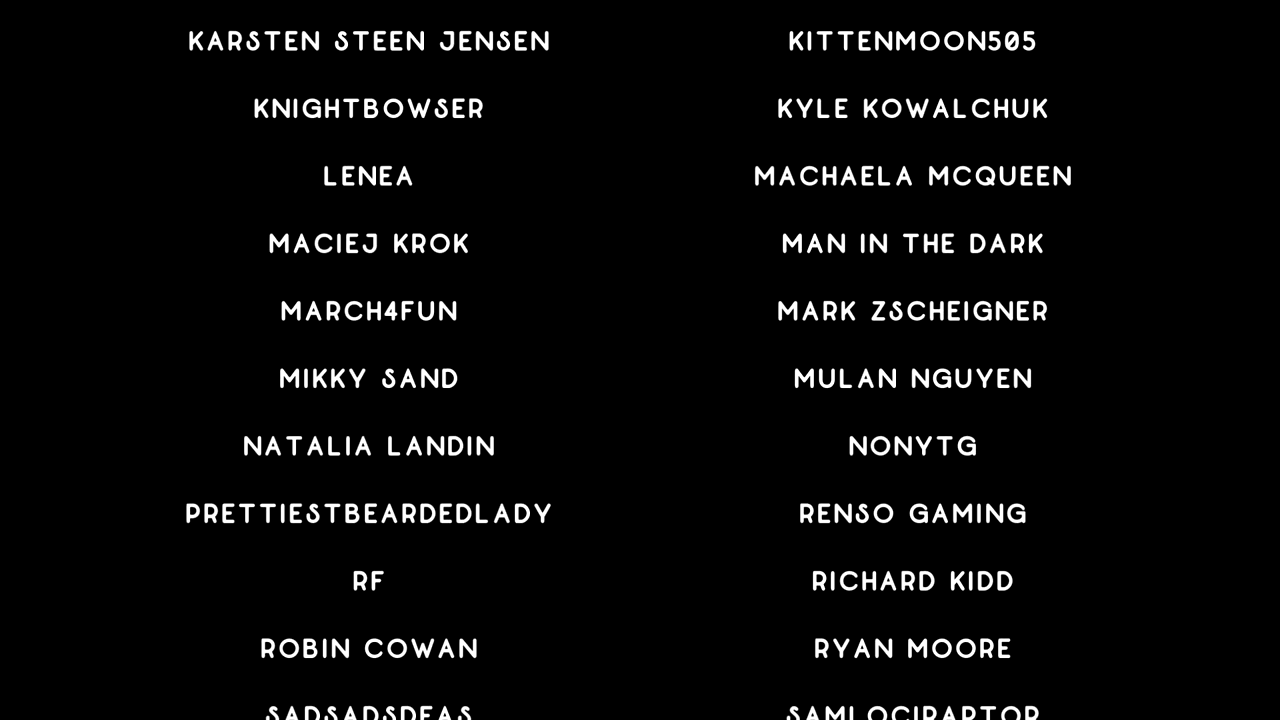 KARSTEN STEEN JENSEN KITTENMOON505
KNIGHTBOWSER KYLE KOWALCHUK
LENEA MACHAELA MCQUEEN
MACIEJ KROK MAN IN THE DARK
MARCH4FUN MARK ZSCHEIGNER
MIKKY SAND MULAN NGUYEN
NATALIA LANDIN NONYTG
PRETTIESTBEARDEDLADY RENSO GAMING
RF RICHARD KIDD
ROBIN COWAN RYAN MOORE